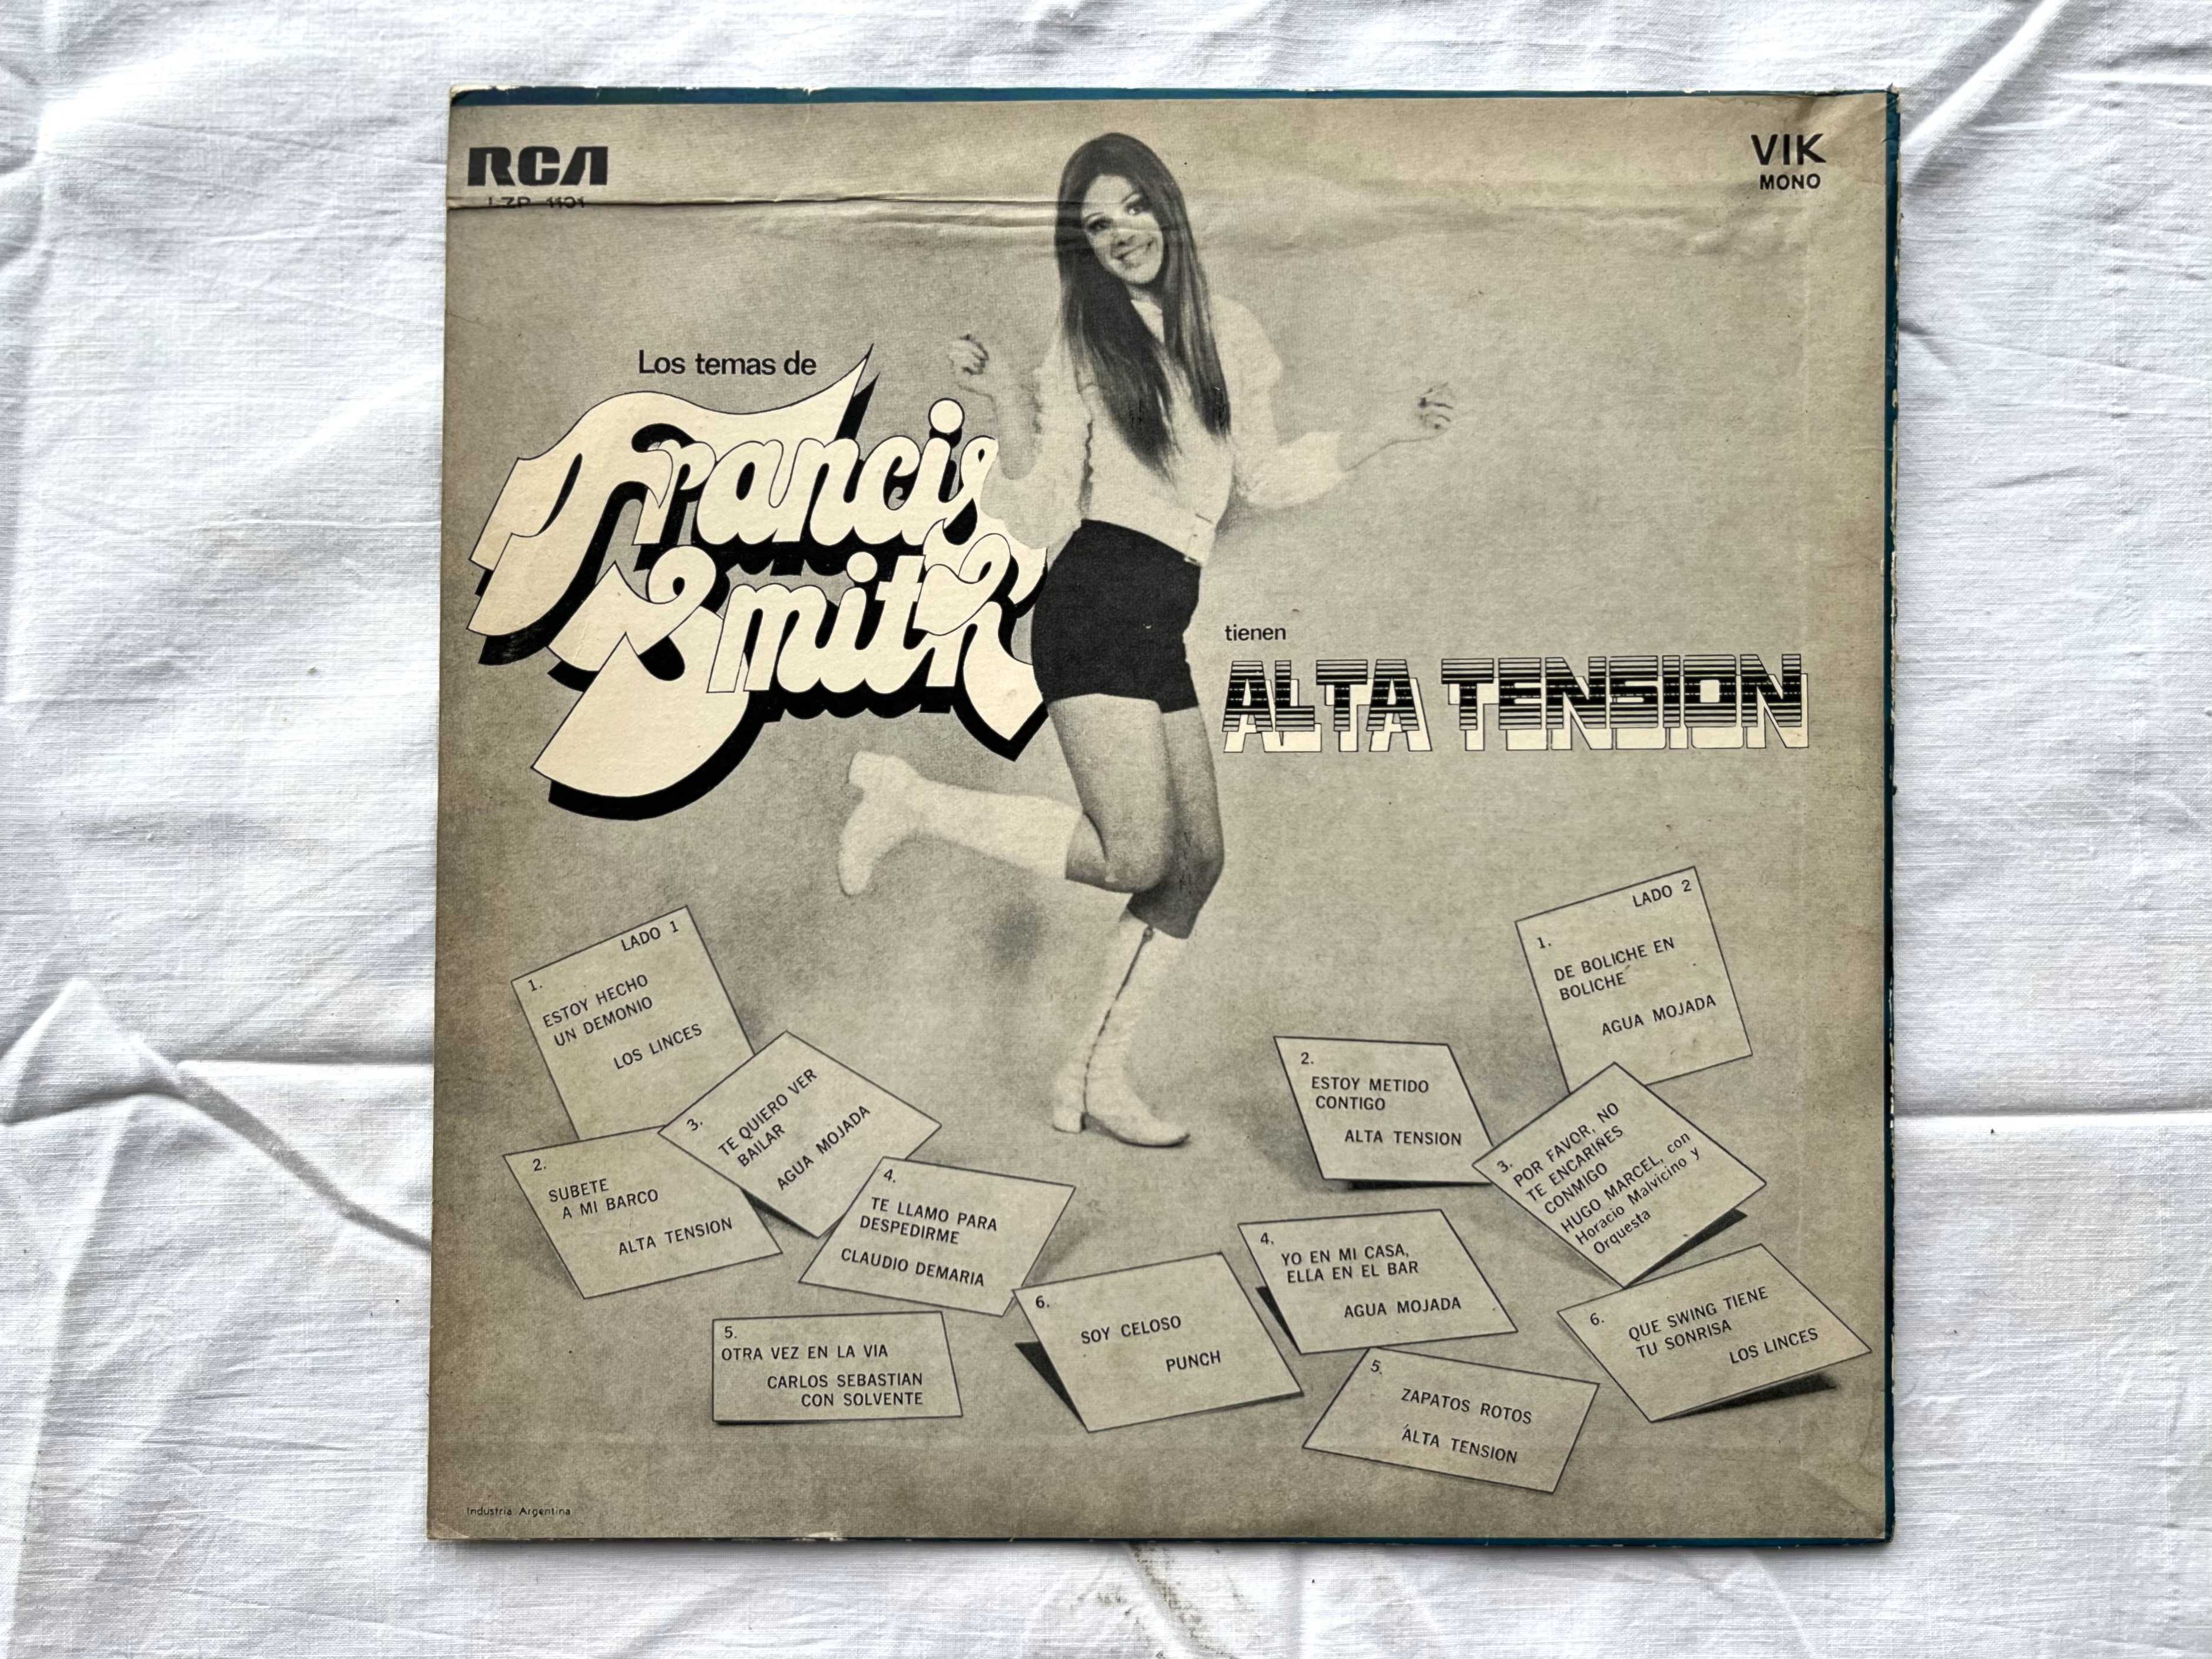 RCA
LZP 1101
VIK
MONO
Los temas de
Francis
Smith
tienen
ALTA TENSION
LADO 1
1.
ESTOY HECHO
UN DEMONIO
LOS LINCES
2.
SUBETE
A MI BARCO
ALTA TENSION
3.
TE QUIERO VER
BAILAR
AGUA MOJADA
4.
TE LLAMO PARA
DESPEDIRME
CLAUDIO DEMARIA
5.
OTRA VEZ EN LA VIA
CARLOS SEBASTIAN
CON SOLVENTE
6.
SOY CELOSO
PUNCH
LADO 2
1.
DE BOLICHE EN
BOLICHE
AGUA MOJADA
2.
ESTOY METIDO
CONTIGO
ALTA TENSION
3.
POR FAVOR, NO
TE ENCARIÑES
CONMIGO
HUGO MARCEL, con
Horacio Malvicino y
Orquesta
4.
YO EN MI CASA,
ELLA EN EL BAR
AGUA MOJADA
5.
ZAPATOS ROTOS
ALTA TENSION
6.
QUE SWING TIENE
TU SONRISA
LOS LINCES
Industria Argentina